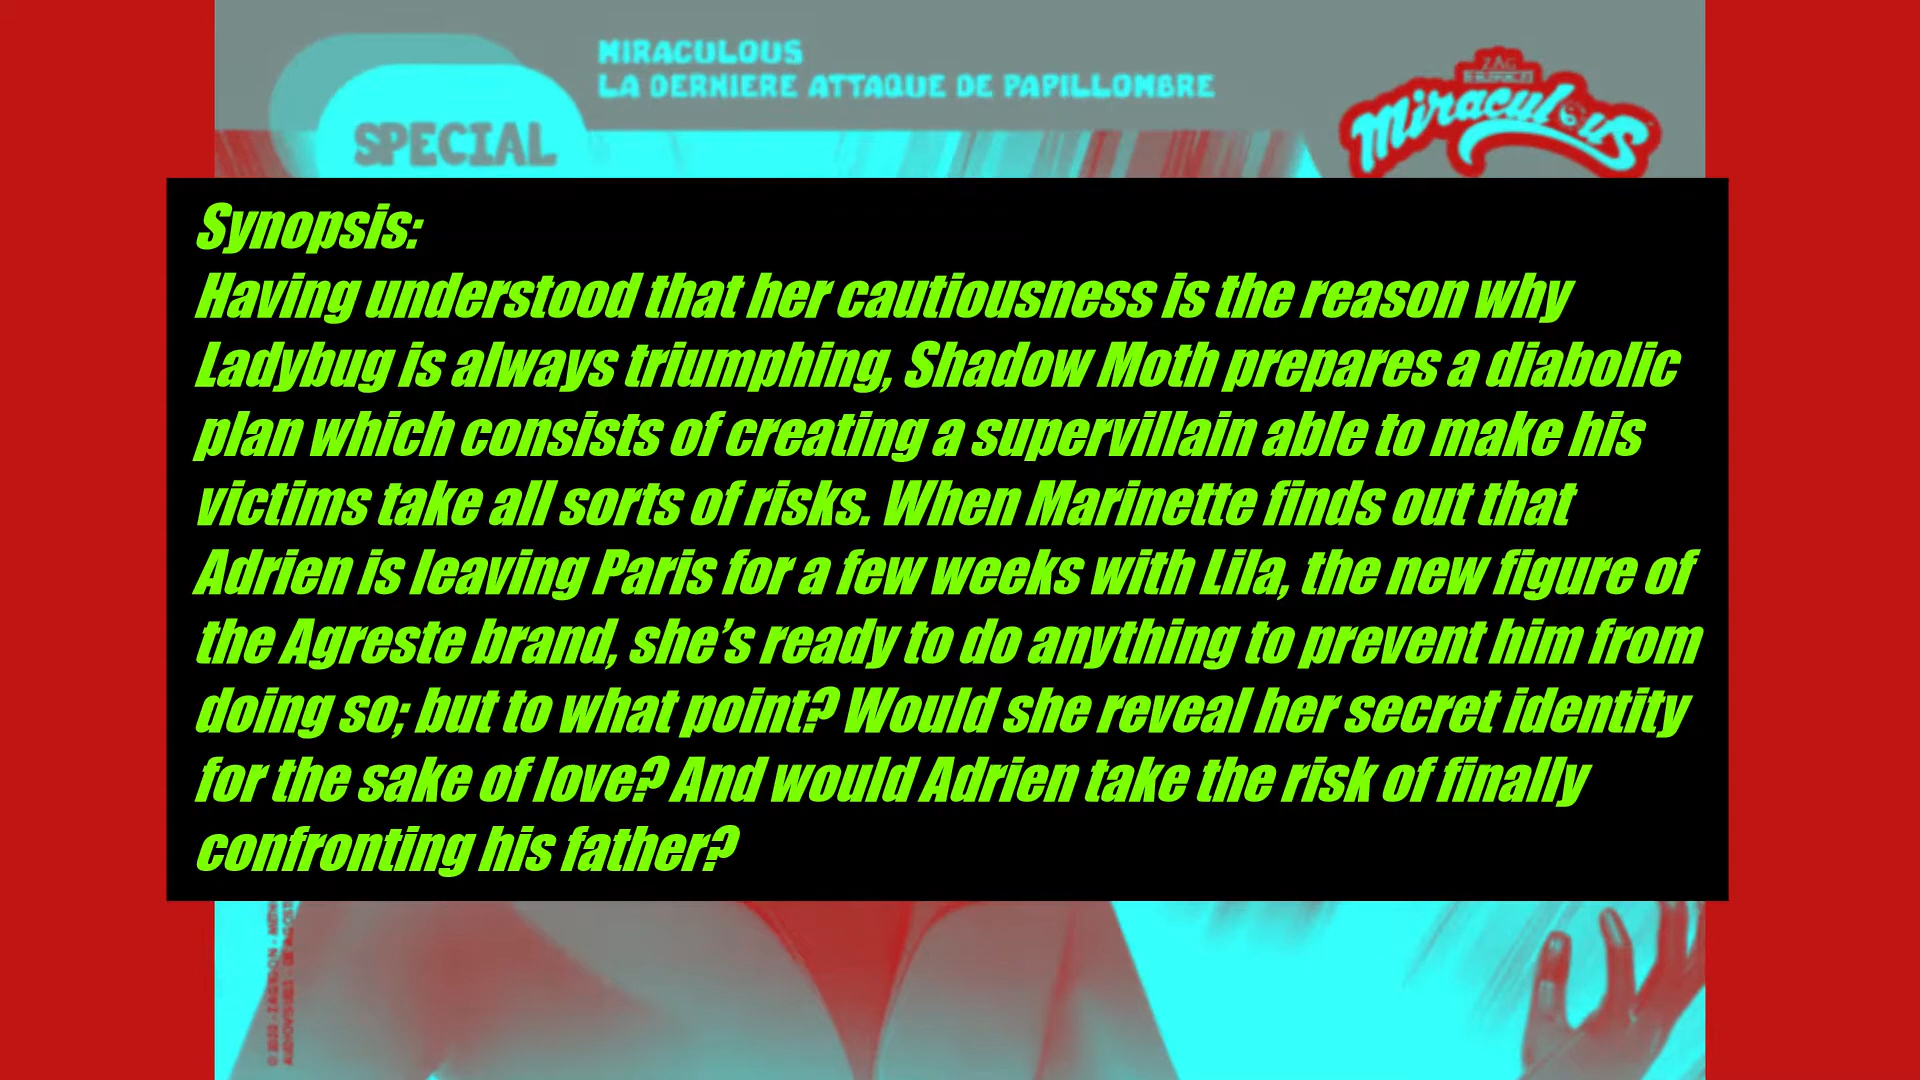 MIRACULOUS
LA DERNIERE ATTAQUE DE PAPILLOMBRE
SPECIAL
ZAG
Miraculous
Synopsis:
Having understood that her cautiousness is the reason why
Ladybug is always triumphing, Shadow Moth prepares a diabolic
plan which consists of creating a supervillain able to make his
victims take all sorts of risks. When Marinette finds out that
Adrien is leaving Paris for a few weeks with Lila, the new figure of
the Agreste brand, she’s ready to do anything to prevent him from
doing so; but to what point? Would she reveal her secret identity
for the sake of love? And would Adrien take the risk of finally
confronting his father?